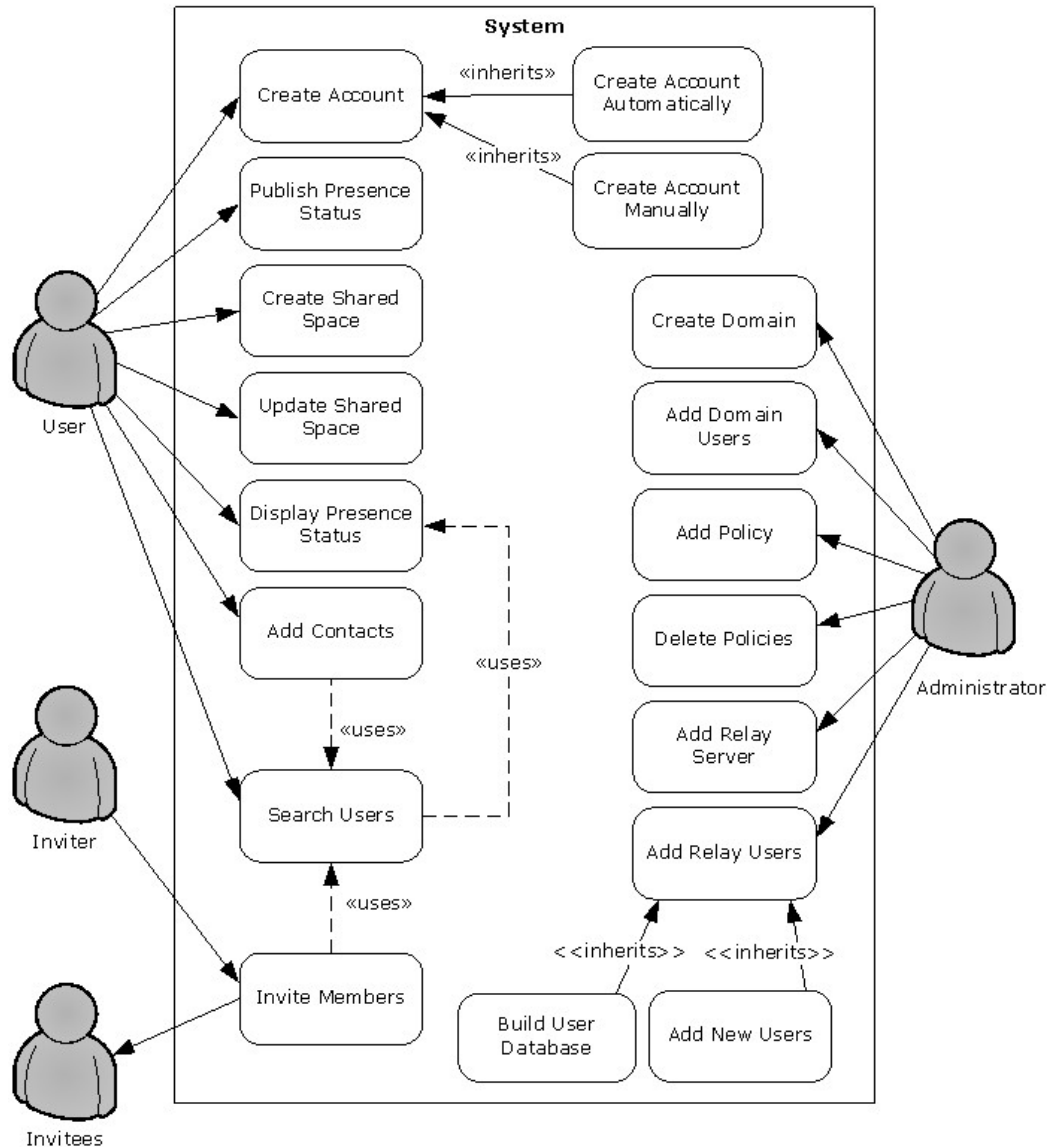 System
Create Account
«inherits»
Create Account
Automatically
«inherits»
Create Account
Manually
Publish Presence
Status
Create Shared
Space
Update Shared
Space
Display Presence
Status
Add Contacts
«uses»
«uses»
Search Users
«uses»
Invite Members
User
Inviter
Invitees
Create Domain
Add Domain
Users
Add Policy
Delete Policies
Add Relay
Server
Add Relay Users
<<inherits>>
<<inherits>>
Build User
Database
Add New Users
Administrator